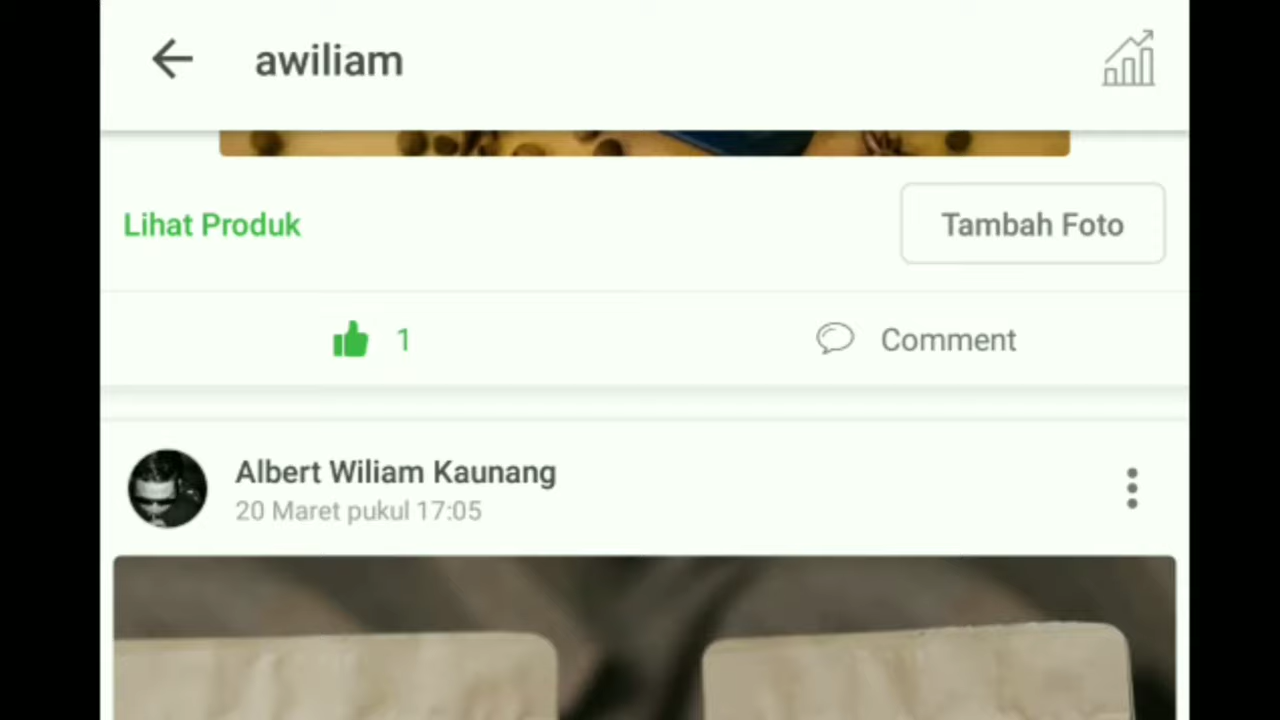 awiliam
Lihat Produk
Tambah Foto
1
Comment
Albert Wiliam Kaunang
20 Maret pukul 17:05